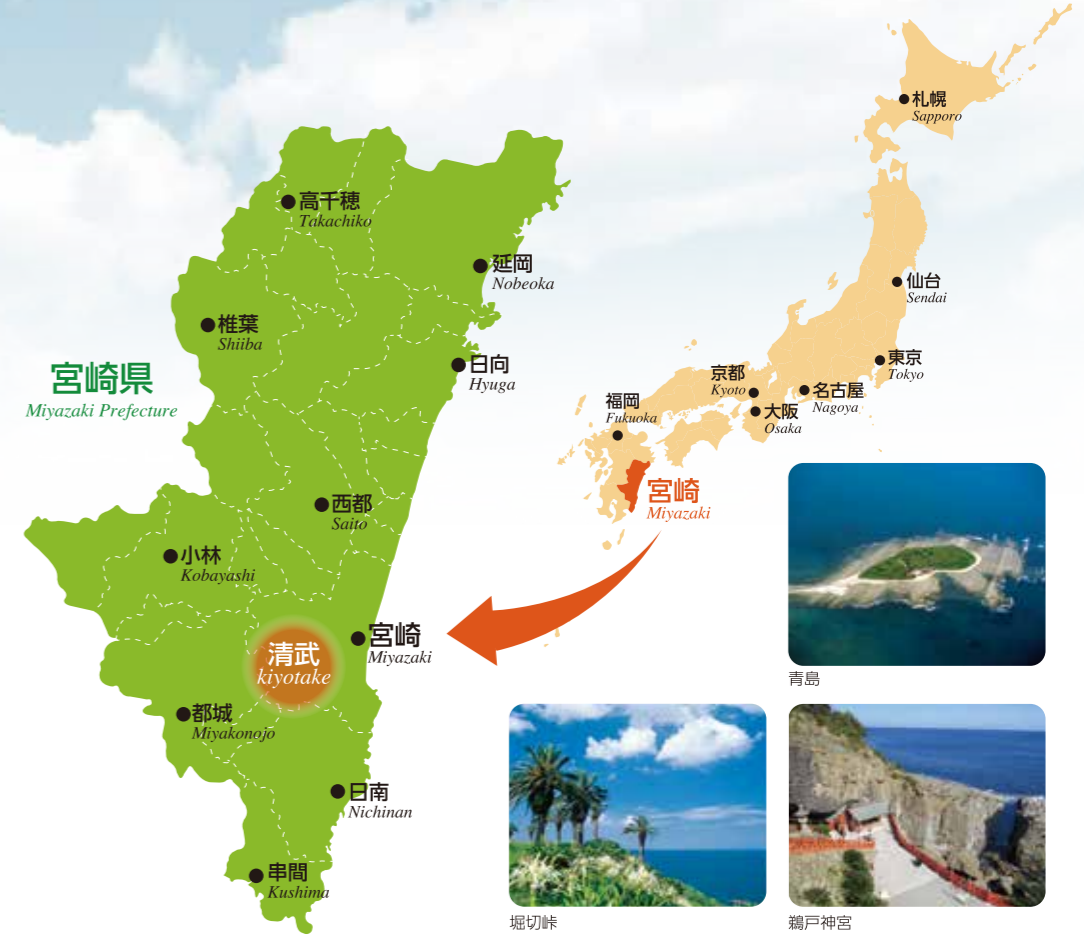 宮崎県
Miyazaki Prefecture
高千穂
Takachiko
延岡
Nobeoka
椎葉
Shiiba
日向
Hyuga
西都
Saito
小林
Kobayashi
清武
kiyotake
宮崎
Miyazaki
都城
Miyakonojo
日南
Nichinan
串間
Kushima
札幌
Sapporo
仙台
Sendai
東京
Tokyo
京都
Kyoto
名古屋
Nagoya
大阪
Osaka
福岡
Fukuoka
宮崎
Miyazaki
青島
堀切峠
鵜戸神宮